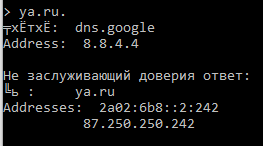 > ya.ru.
╤хЁтхЁ:  dns.google
Address:  8.8.4.4

Не заслуживающий доверия ответ:
╚ь :     ya.ru
Addresses:  2a02:6b8::2:242
          87.250.250.242